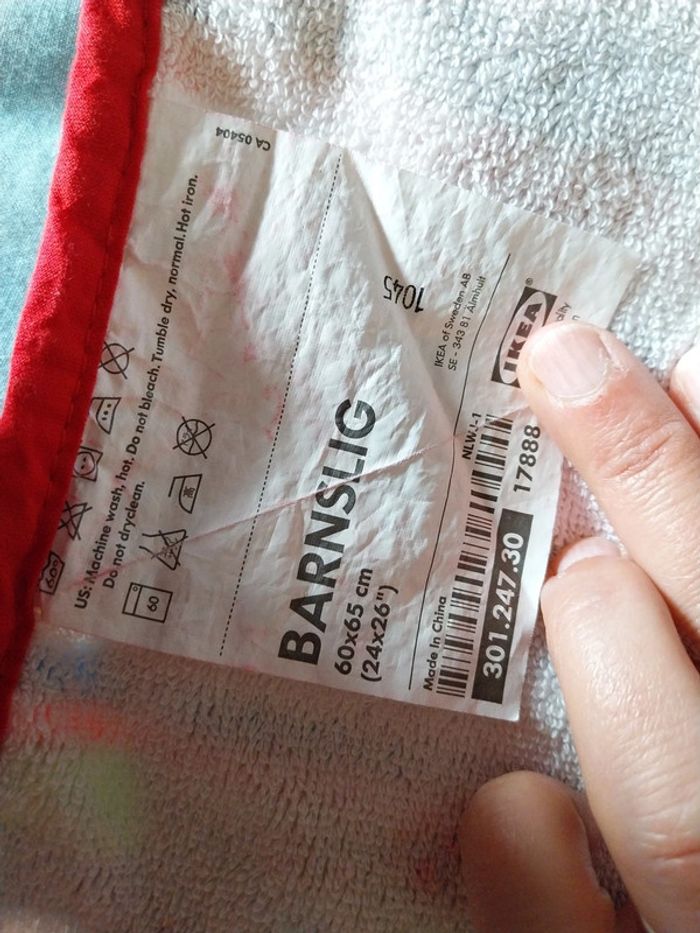 CA 05404
US: Machine wash, hot. Do not bleach. Tumble dry, normal. Hot iron.
Do not dryclean.
60
60
BARNSLIG
60x65 cm
(24x26")
1045
IKEA of Sweden AB
SE - 343 81 Älmhult
Made in China
301.247.30
17888
IKEA®